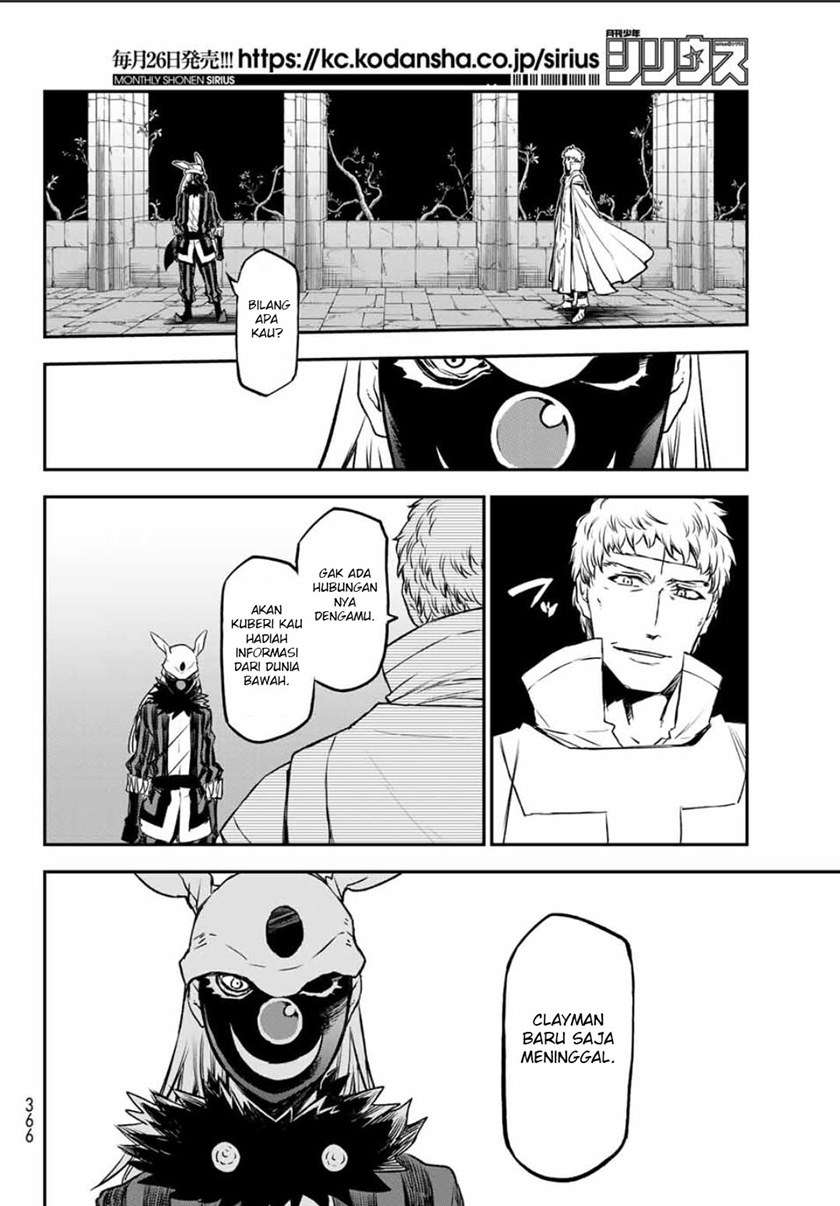 毎月26日発売!!! https://kc.kodansha.co.jp/sirius
MONTHLY SHONEN SIRIUS
月刊少年
シリウス
BILANG
APA
KAU?
フッ
GAK ADA
HUBUNGAN
NYA
DENGAMU.
AKAN
KUBERI KAU
HADIAH
INFORMASI
DARI DUNIA
BAWAH.
CLAYMAN
BARU SAJA
MENINGGAL.
366